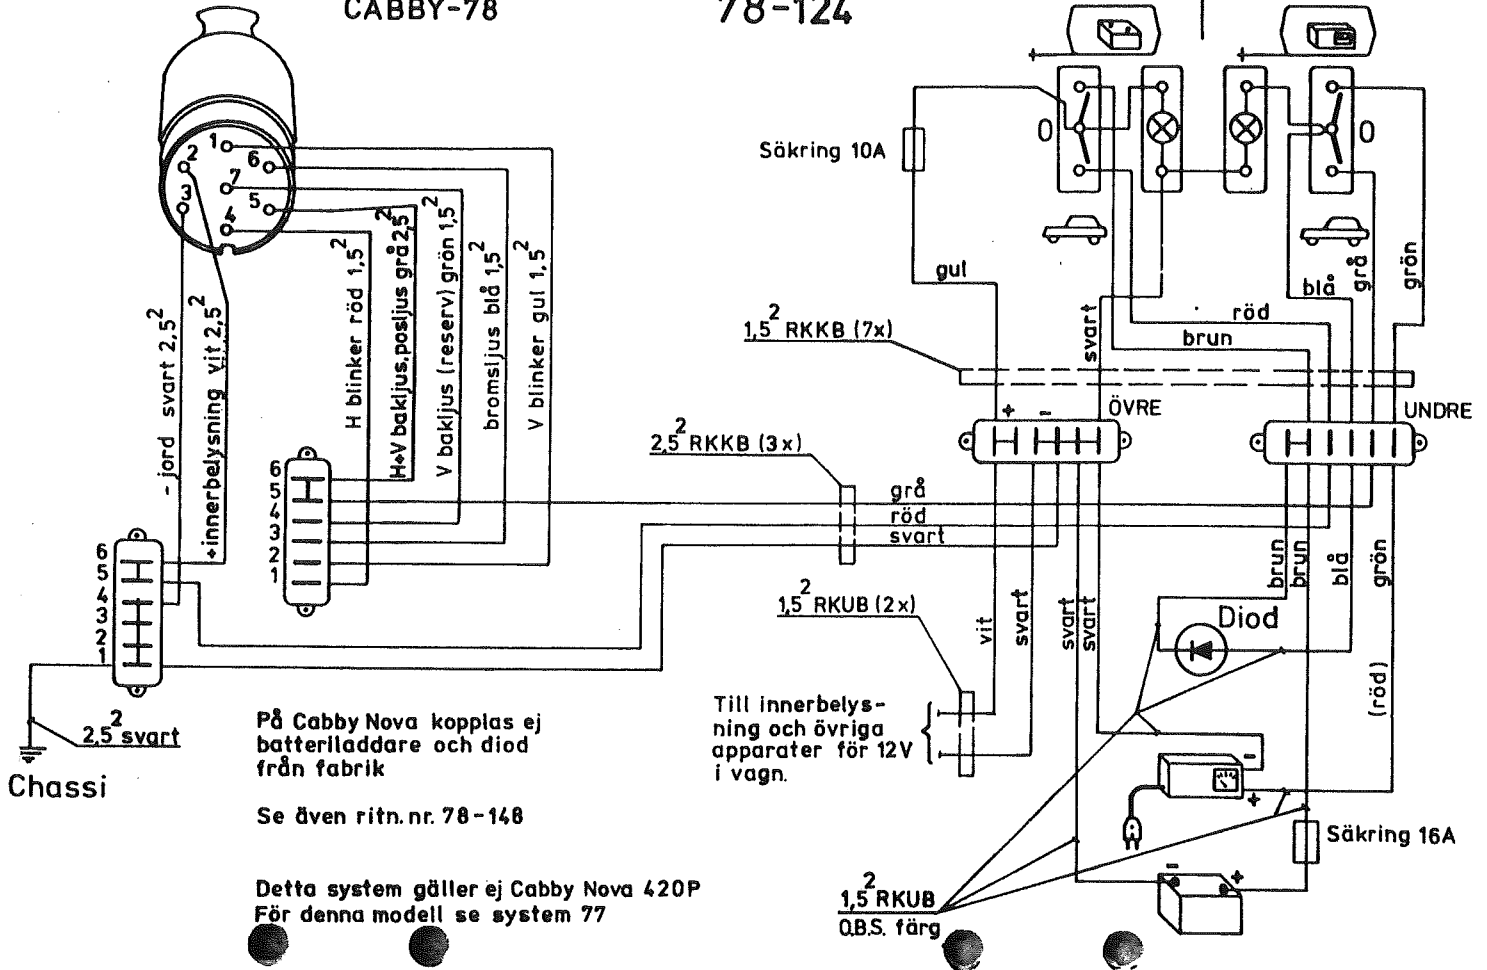 CABBY-78
78-124
1
2
6
7
3
5
4
- jord svart 2,5²
+innerbelysning vit 2,5²
H blinker röd 1,5²
H+V bakljus.posljus grå 2,5²
V bakljus (reserv) grön 1,5²
bromsljus blå 1,5²
V blinker gul 1,5²
6
5
4
3
2
1
6
5
4
3
2
1
2,5² svart
Chassi
På Cabby Nova kopplas ej
batteriladdare och diod
från fabrik
Se även ritn. nr. 78-148
Detta system gäller ej Cabby Nova 420P
För denna modell se system 77
Säkring 10A
0
0
gul
svart
röd
brun
blå
grå
grön
1,5² RKKB (7x)
+ -
ÖVRE
UNDRE
2,5² RKKB (3x)
grå
röd
svart
1,5² RKUB (2x)
vit
svart
svart
svart
brun
brun
blå
grön
(röd)
Diod
Till innerbelys-
ning och övriga
apparater för 12V
i vagn.
-
+
Säkring 16A
- +
1,5² RKUB
O.B.S. färg